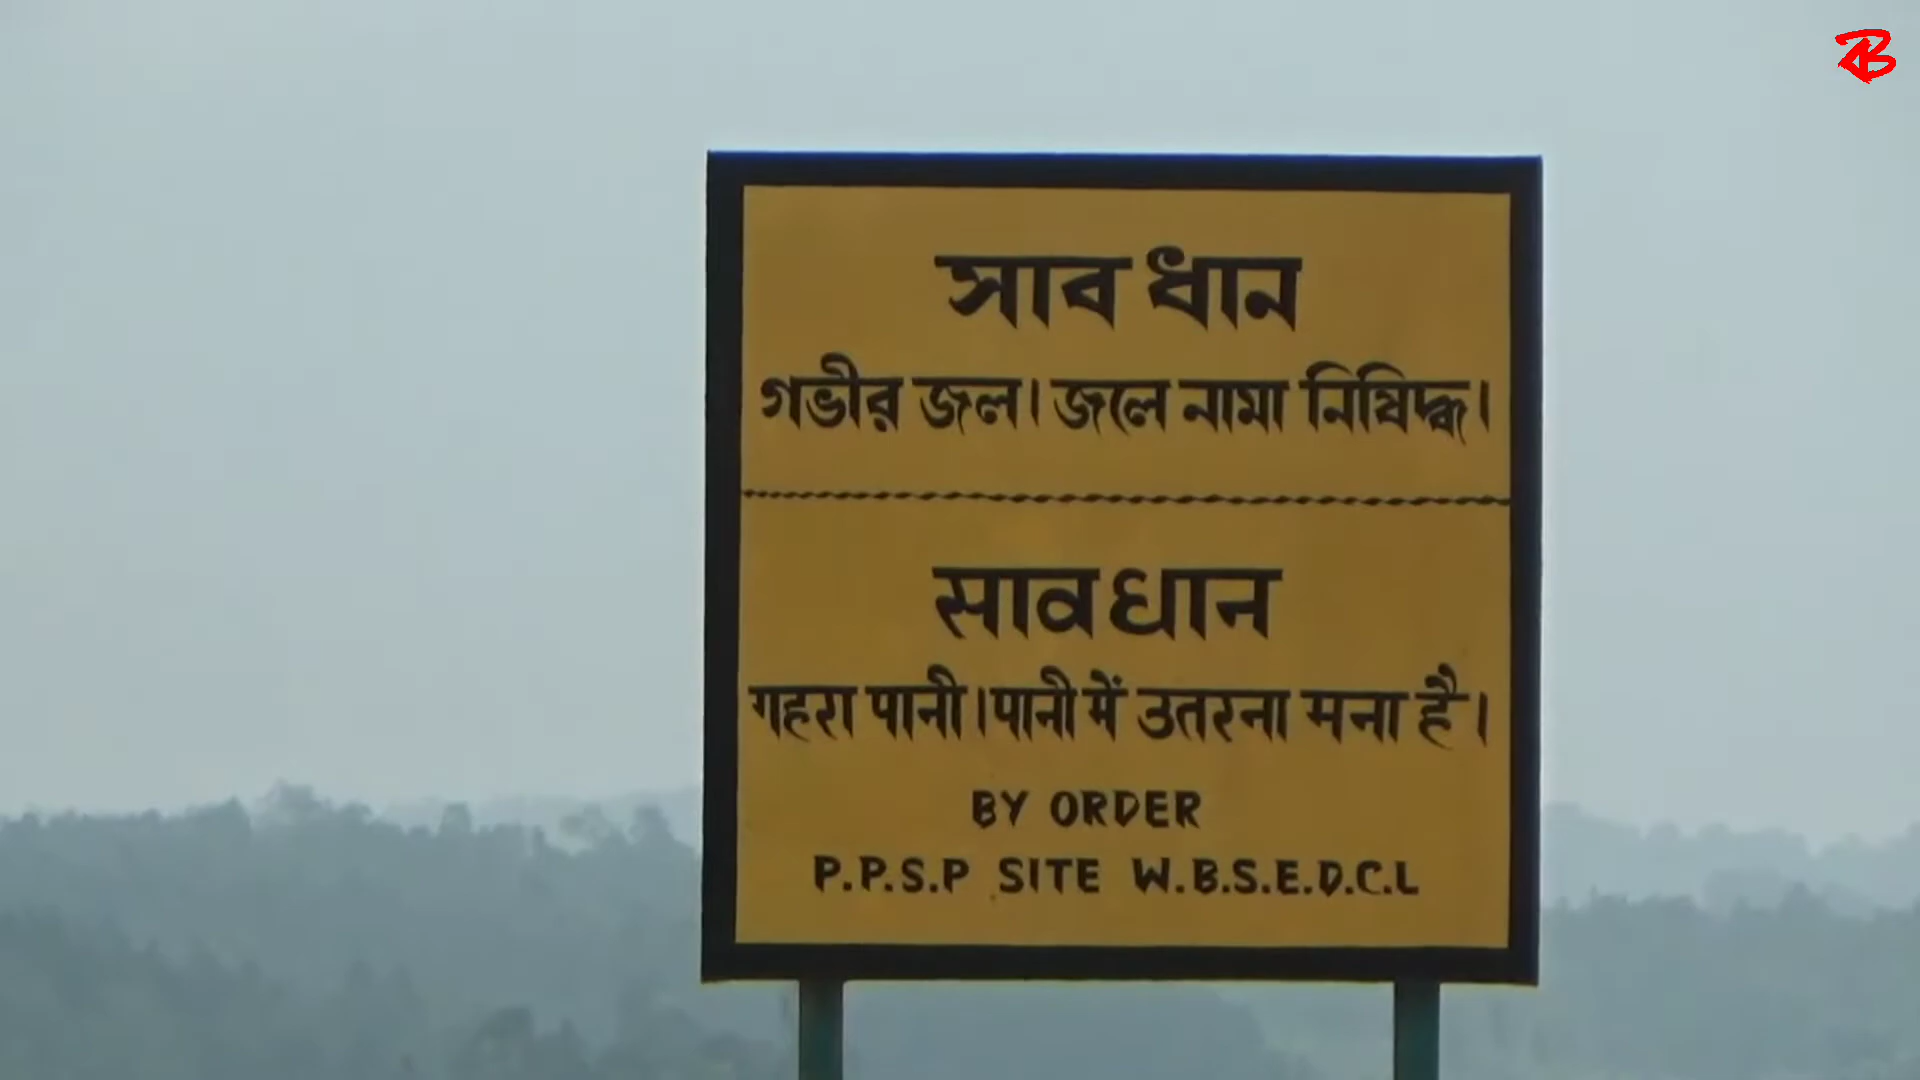 সাবধান
গভীর জল। জলে নামা নিষিদ্ধ।
सावधान
गहरा पानी। पानी में उतरना मना है।
BY ORDER
P.P.S.P SITE W.B.S.E.D.C.L